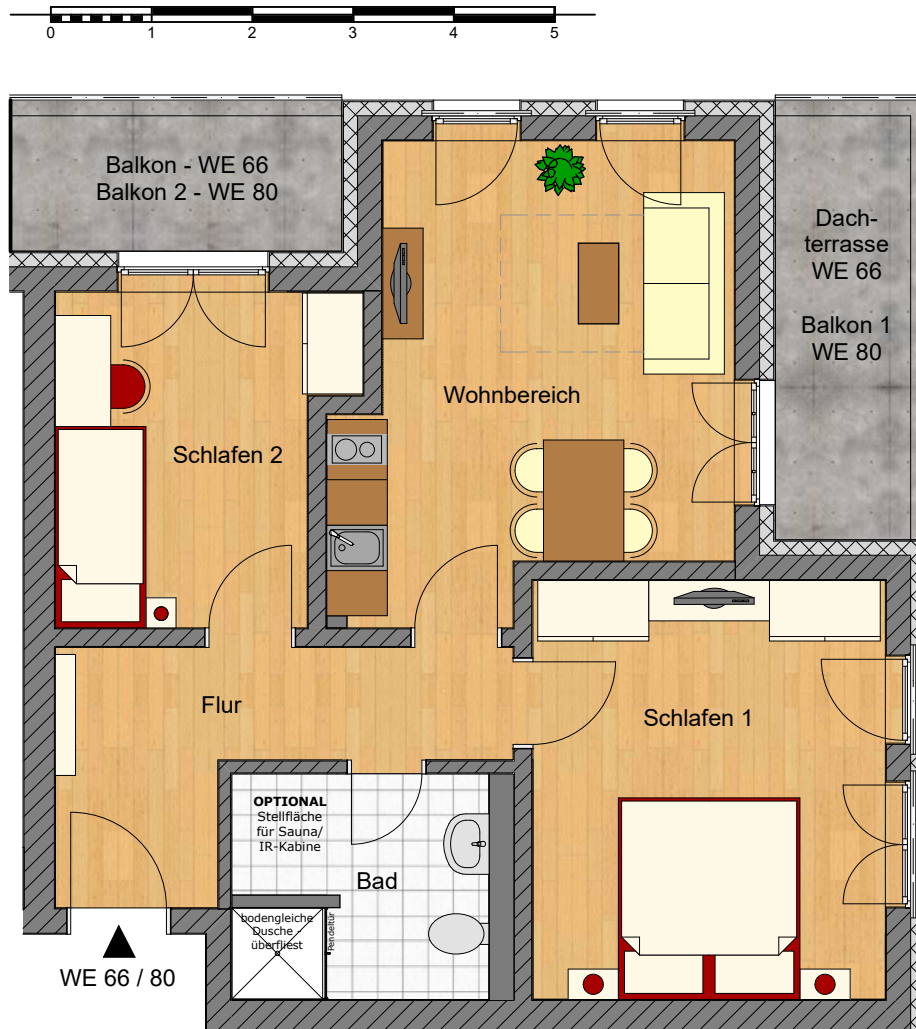 0 1 2 3 4 5
Balkon - WE 66
Balkon 2 - WE 80
Dach-
terrasse
WE 66
Balkon 1
WE 80
Wohnbereich
Schlafen 2
Flur
Schlafen 1
OPTIONAL
Stellfläche
für Sauna/
IR-Kabine
Bad
bodengleiche
Dusche -
überfliest
Pendeltür
WE 66 / 80